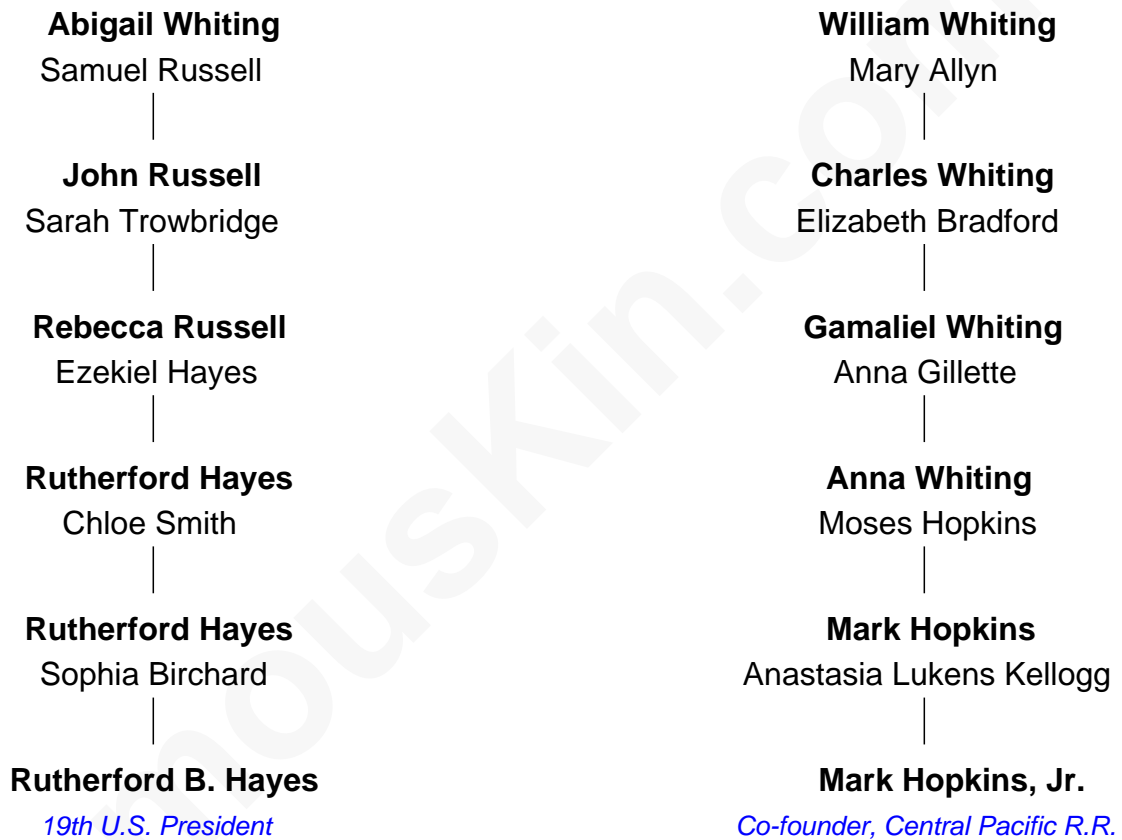 Abigail Whiting
Samuel Russell
John Russell
Sarah Trowbridge
Rebecca Russell
Ezekiel Hayes
Rutherford Hayes
Chloe Smith
Rutherford Hayes
Sophia Birchard
Rutherford B. Hayes
19th U.S. President
William Whiting
Mary Allyn
Charles Whiting
Elizabeth Bradford
Gamaliel Whiting
Anna Gillette
Anna Whiting
Moses Hopkins
Mark Hopkins
Anastasia Lukens Kellogg
Mark Hopkins, Jr.
Co-founder, Central Pacific R.R.
mouskin.com